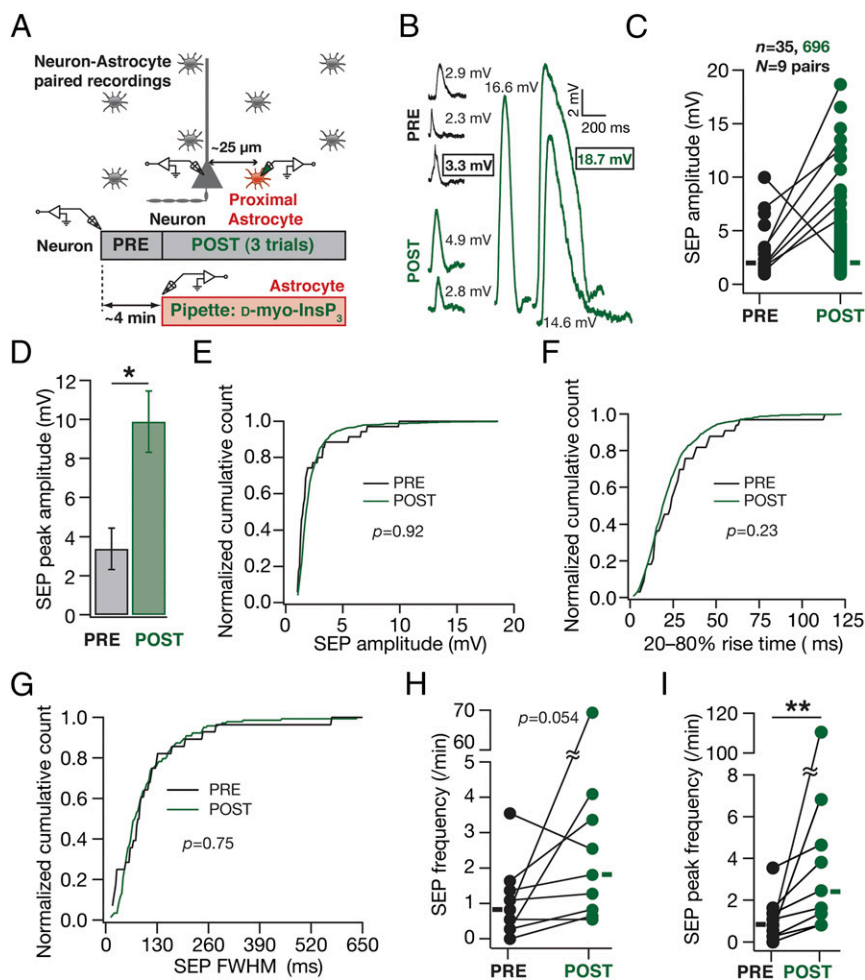 A
Neuron-Astrocyte
paired recordings
~25 µm
Proximal
Astrocyte
Neuron
Neuron
PRE
POST (3 trials)
Astrocyte
~4 min
Pipette: D-myo-InsP3
B
PRE
2.9 mV
2.3 mV
3.3 mV
POST
4.9 mV
2.8 mV
16.6 mV
2 mV
200 ms
18.7 mV
14.6 mV
C
n=35, 696
N=9 pairs
SEP amplitude (mV)
20
15
10
5
0
PRE
POST
D
*
SEP peak amplitude (mV)
12
10
8
6
4
2
0
PRE
POST
E
Normalized cumulative count
1.0
0.8
0.6
0.4
0.2
0.0
PRE
POST
p=0.92
0
5
10
15
20
SEP amplitude (mV)
F
Normalized cumulative count
1.0
0.8
0.6
0.4
0.2
0.0
PRE
POST
p=0.23
0
25
50
75
100
125
20–80% rise time ( ms)
G
Normalized cumulative count
1.0
0.8
0.6
0.4
0.2
0.0
PRE
POST
p=0.75
0
130
260
390
520
650
SEP FWHM (ms)
H
SEP frequency (/min)
70
60
5
4
3
2
1
0
p=0.054
PRE
POST
I
SEP peak frequency (/min)
120
100
8
6
4
2
0
**
PRE
POST